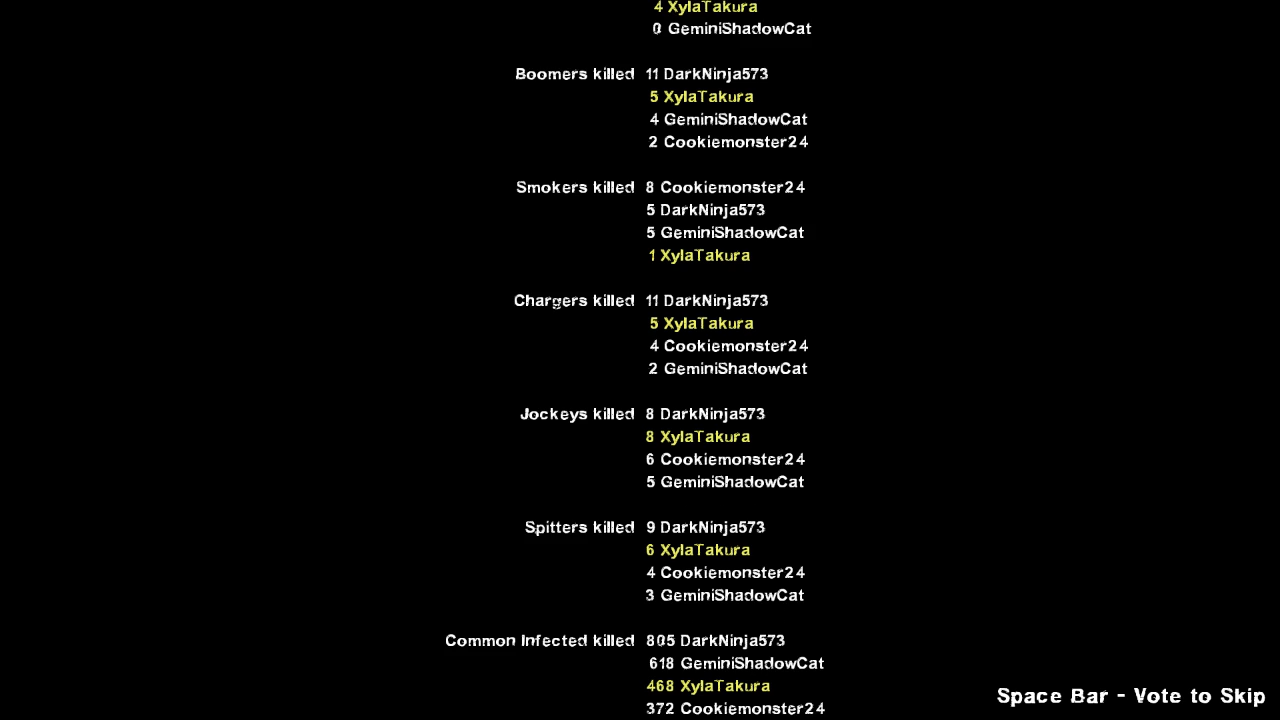 4 XylaTakura
0 GeminiShadowCat
Boomers killed 11 DarkNinja573
5 XylaTakura
4 GeminiShadowCat
2 Cookiemonster24
Smokers killed 8 Cookiemonster24
5 DarkNinja573
5 GeminiShadowCat
1 XylaTakura
Chargers killed 11 DarkNinja573
5 XylaTakura
4 Cookiemonster24
2 GeminiShadowCat
Jockeys killed 8 DarkNinja573
8 XylaTakura
6 Cookiemonster24
5 GeminiShadowCat
Spitters killed 9 DarkNinja573
6 XylaTakura
4 Cookiemonster24
3 GeminiShadowCat
Common Infected killed 805 DarkNinja573
618 GeminiShadowCat
468 XylaTakura
372 Cookiemonster24
Space Bar - Vote to Skip